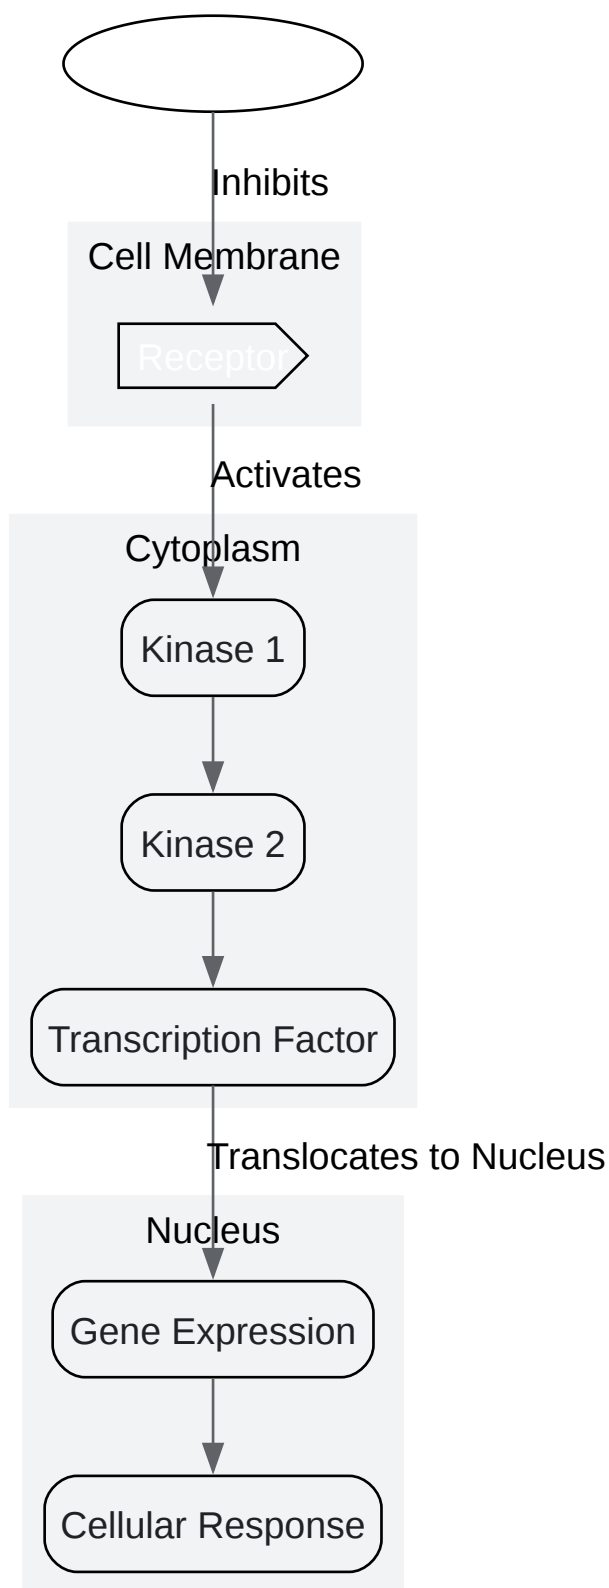 Inhibits
Cell Membrane
Receptor
Activates
Cytoplasm
Kinase 1
Kinase 2
Transcription Factor
Translocates to Nucleus
Nucleus
Gene Expression
Cellular Response